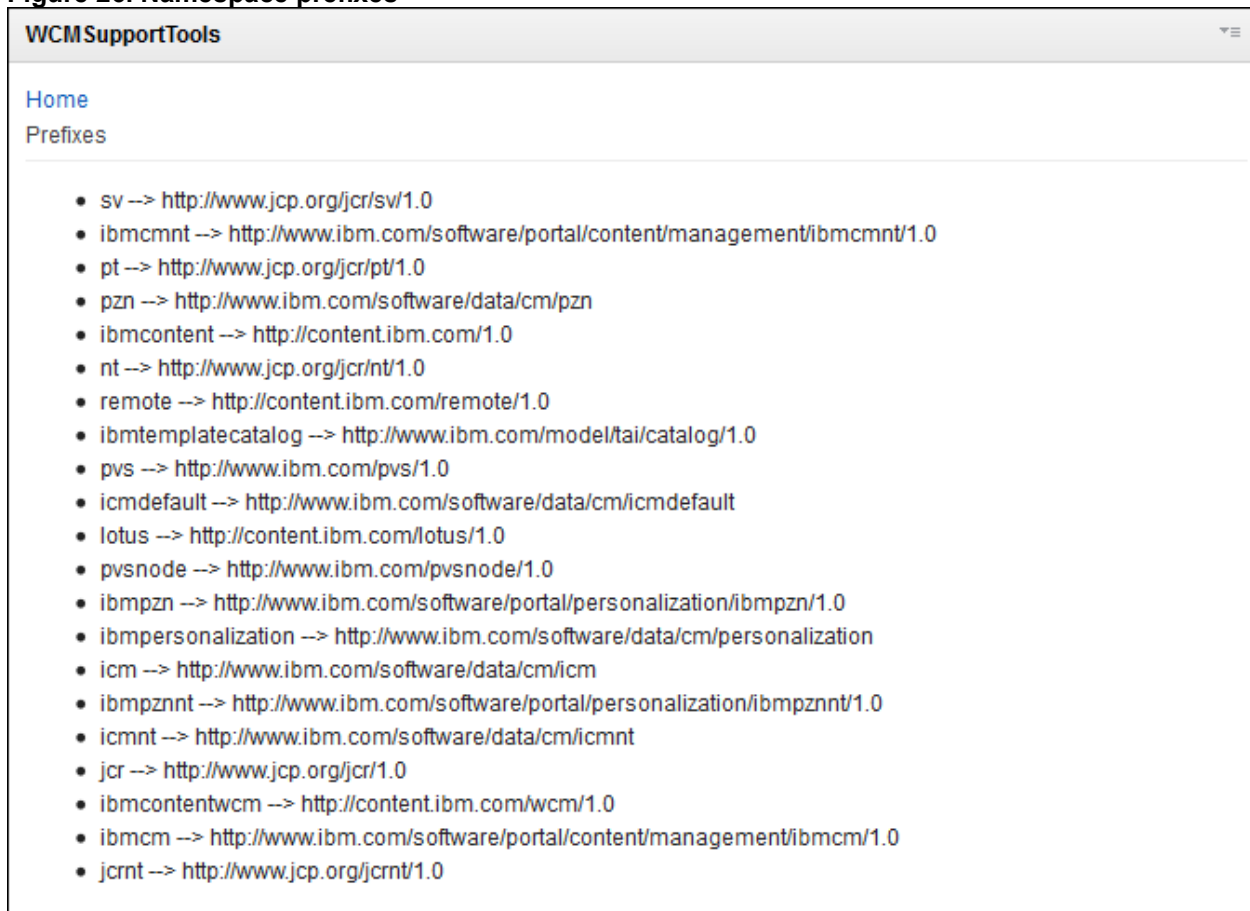 Figure 26. Namespace prefixes
WCMSupportTools
Home
Prefixes
• sv --> http://www.jcp.org/jcr/sv/1.0
• ibmcmnt --> http://www.ibm.com/software/portal/content/management/ibmcmnt/1.0
• pt --> http://www.jcp.org/jcr/pt/1.0
• pzn --> http://www.ibm.com/software/data/cm/pzn
• ibmcontent --> http://content.ibm.com/1.0
• nt --> http://www.jcp.org/jcr/nt/1.0
• remote --> http://content.ibm.com/remote/1.0
• ibmtemplatecatalog --> http://www.ibm.com/model/tai/catalog/1.0
• pvs --> http://www.ibm.com/pvs/1.0
• icmdefault --> http://www.ibm.com/software/data/cm/icmdefault
• lotus --> http://content.ibm.com/lotus/1.0
• pvsnode --> http://www.ibm.com/pvsnode/1.0
• ibmpzn --> http://www.ibm.com/software/portal/personalization/ibmpzn/1.0
• ibmpersonalization --> http://www.ibm.com/software/data/cm/personalization
• icm --> http://www.ibm.com/software/data/cm/icm
• ibmpznnt --> http://www.ibm.com/software/portal/personalization/ibmpznnt/1.0
• icmnt --> http://www.ibm.com/software/data/cm/icmnt
• jcr --> http://www.jcp.org/jcr/1.0
• ibmcontentwcm --> http://content.ibm.com/wcm/1.0
• ibmcm --> http://www.ibm.com/software/portal/content/management/ibmcm/1.0
• jcrnt --> http://www.jcp.org/jcrnt/1.0